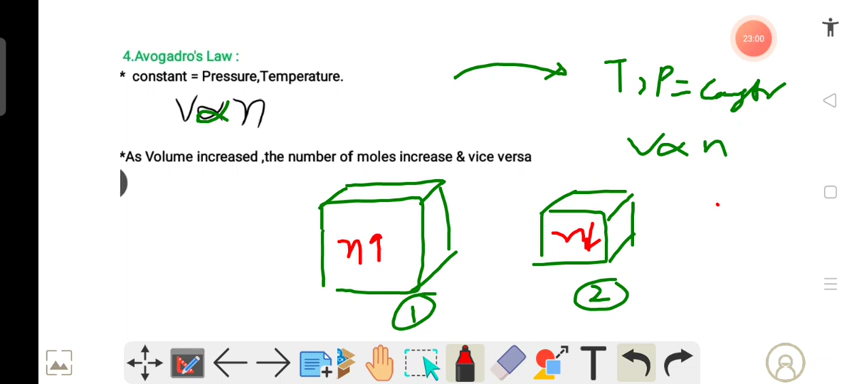 23:00
4.Avogadro's Law :
* constant = Pressure,Temperature.
T, P = Constr
V∝n
V∝n
*As Volume increased ,the number of moles increase & vice versa
n↑
n↓
1
2
T